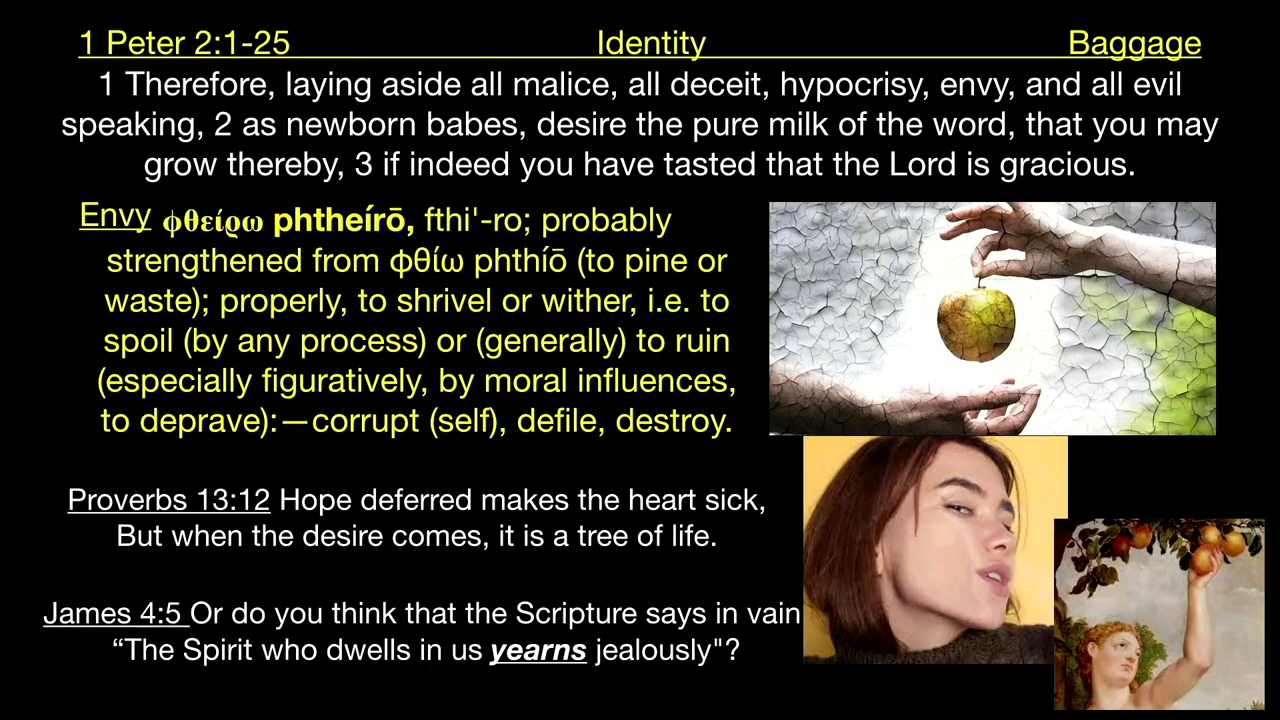 1 Peter 2:1-25 Identity Baggage
1 Therefore, laying aside all malice, all deceit, hypocrisy, envy, and all evil
speaking, 2 as newborn babes, desire the pure milk of the word, that you may
grow thereby, 3 if indeed you have tasted that the Lord is gracious.
Envy φθείρω phtheírō, fthi'-ro; probably
strengthened from φθίω phthíō (to pine or
waste); properly, to shrivel or wither, i.e. to
spoil (by any process) or (generally) to ruin
(especially figuratively, by moral influences,
to deprave):—corrupt (self), defile, destroy.
Proverbs 13:12 Hope deferred makes the heart sick,
But when the desire comes, it is a tree of life.
James 4:5 Or do you think that the Scripture says in vain
“The Spirit who dwells in us yearns jealously"?